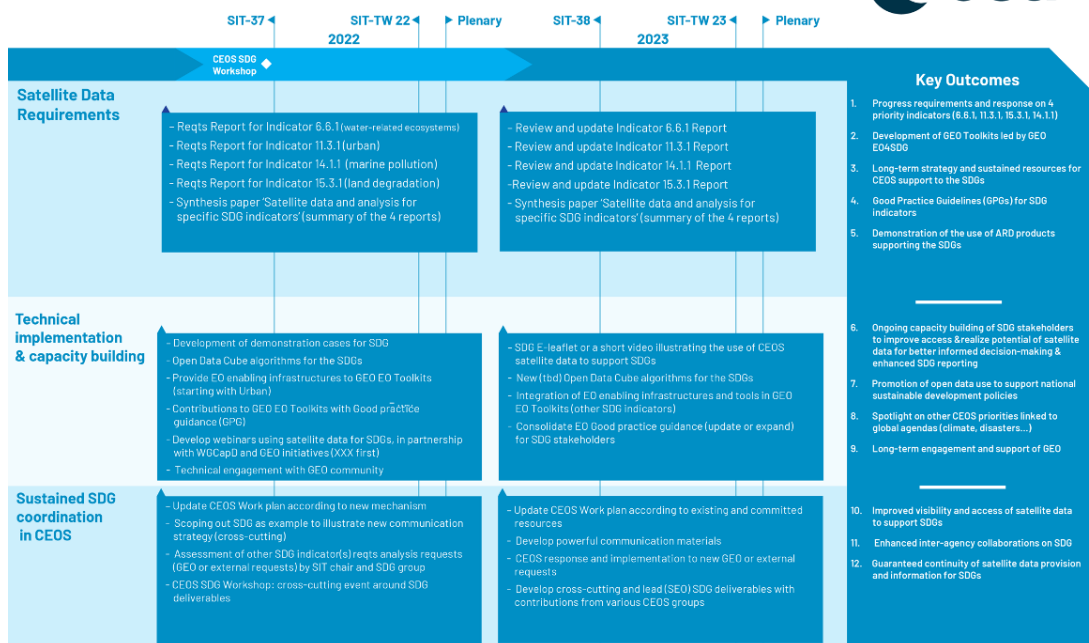 SIT-37
SIT-TW 22
Plenary
SIT-38
SIT-TW 23
Plenary
2022
2023
CEOS SDG
Workshop
Satellite Data
Requirements
– Reqts Report for Indicator 6.6.1 (water-related ecosystems)
- Reqts Report for Indicator 11.3.1 (urban)
- Reqts Report for Indicator 14.1.1 (marine pollution)
- Reqts Report for Indicator 15.3.1 (land degradation)
- Synthesis paper 'Satellite data and analysis for
specific SDG indicators' (summary of the 4 reports)
– Review and update Indicator 6.6.1 Report
- Review and update Indicator 11.3.1 Report
- Review and update Indicator 14.1.1 Report
-Review and update Indicator 15.3.1 Report
- Synthesis paper 'Satellite data and analysis for
specific SDG indicators' (summary of the 4 reports)
Technical
implementation
& capacity building
– Development of demonstration cases for SDG
- Open Data Cube algorithms for the SDGs
- Provide EO enabling infrastructures to GEO EO Toolkits
(starting with Urban)
- Contributions to GEO EO Toolkits with Good practice
guidance (GPG)
- Develop webinars using satellite data for SDGs, in partnership
with WGCapD and GEO initiatives (XXX first)
- Technical engagement with GEO community
– SDG E-leaflet or a short video illustrating the use of CEOS
satellite data to support SDGs
- New (tbd) Open Data Cube algorithms for the SDGs
- Integration of EO enabling infrastructures and tools in GEO
EO Toolkits (other SDG indicators)
- Consolidate EO Good practice guidance (update or expand)
for SDG stakeholders
Sustained SDG
coordination
in CEOS
– Update CEOS Work plan according to new mechanism
- Scoping out SDG as example to illustrate new communication
strategy (cross-cutting)
- Assessment of other SDG indicator(s) reqts analysis requests
(GEO or external requests) by SIT chair and SDG group
- CEOS SDG Workshop: cross-cutting event around SDG
deliverables
– Update CEOS Work plan according to existing and committed
resources
- Develop powerful communication materials
- CEOS response and implementation to new GEO or external
requests
- Develop cross-cutting and lead (SEO) SDG deliverables with
contributions from various CEOS groups
Key Outcomes
1. Progress requirements and response on 4
priority indicators (6.6.1, 11.3.1, 15.3.1, 14.1.1)
2. Development of GEO Toolkits led by GEO
EO4SDG
3. Long-term strategy and sustained resources for
CEOS support to the SDGs
4. Good Practice Guidelines (GPGs) for SDG
indicators
5. Demonstration of the use of ARD products
supporting the SDGs
6. Ongoing capacity building of SDG stakeholders
to improve access &realize potential of satellite
data for better informed decision-making &
enhanced SDG reporting
7. Promotion of open data use to support national
sustainable development policies
8. Spotlight on other CEOS priorities linked to
global agendas (climate, disasters...)
9. Long-term engagement and support of GEO
10. Improved visibility and access of satellite data
to support SDGs
11. Enhanced inter-agency collaborations on SDG
12. Guaranteed continuity of satellite data provision
and information for SDGs